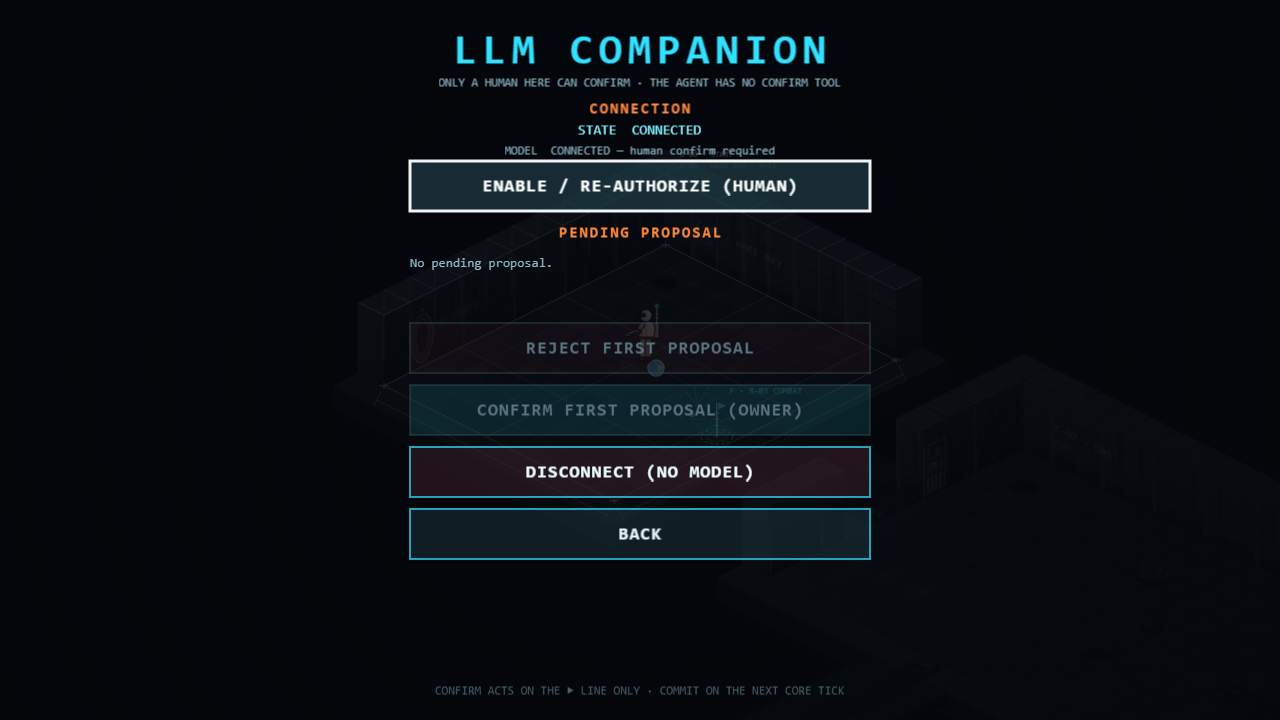 LLM COMPANION
ONLY A HUMAN HERE CAN CONFIRM · THE AGENT HAS NO CONFIRM TOOL
CONNECTION
STATE CONNECTED
MODEL CONNECTED — human confirm required
ENABLE / RE-AUTHORIZE (HUMAN)
PENDING PROPOSAL
No pending proposal.
REJECT FIRST PROPOSAL
F · R-03 COMBAT
CONFIRM FIRST PROPOSAL (OWNER)
DISCONNECT (NO MODEL)
BACK
CONFIRM ACTS ON THE ▶ LINE ONLY · COMMIT ON THE NEXT CORE TICK